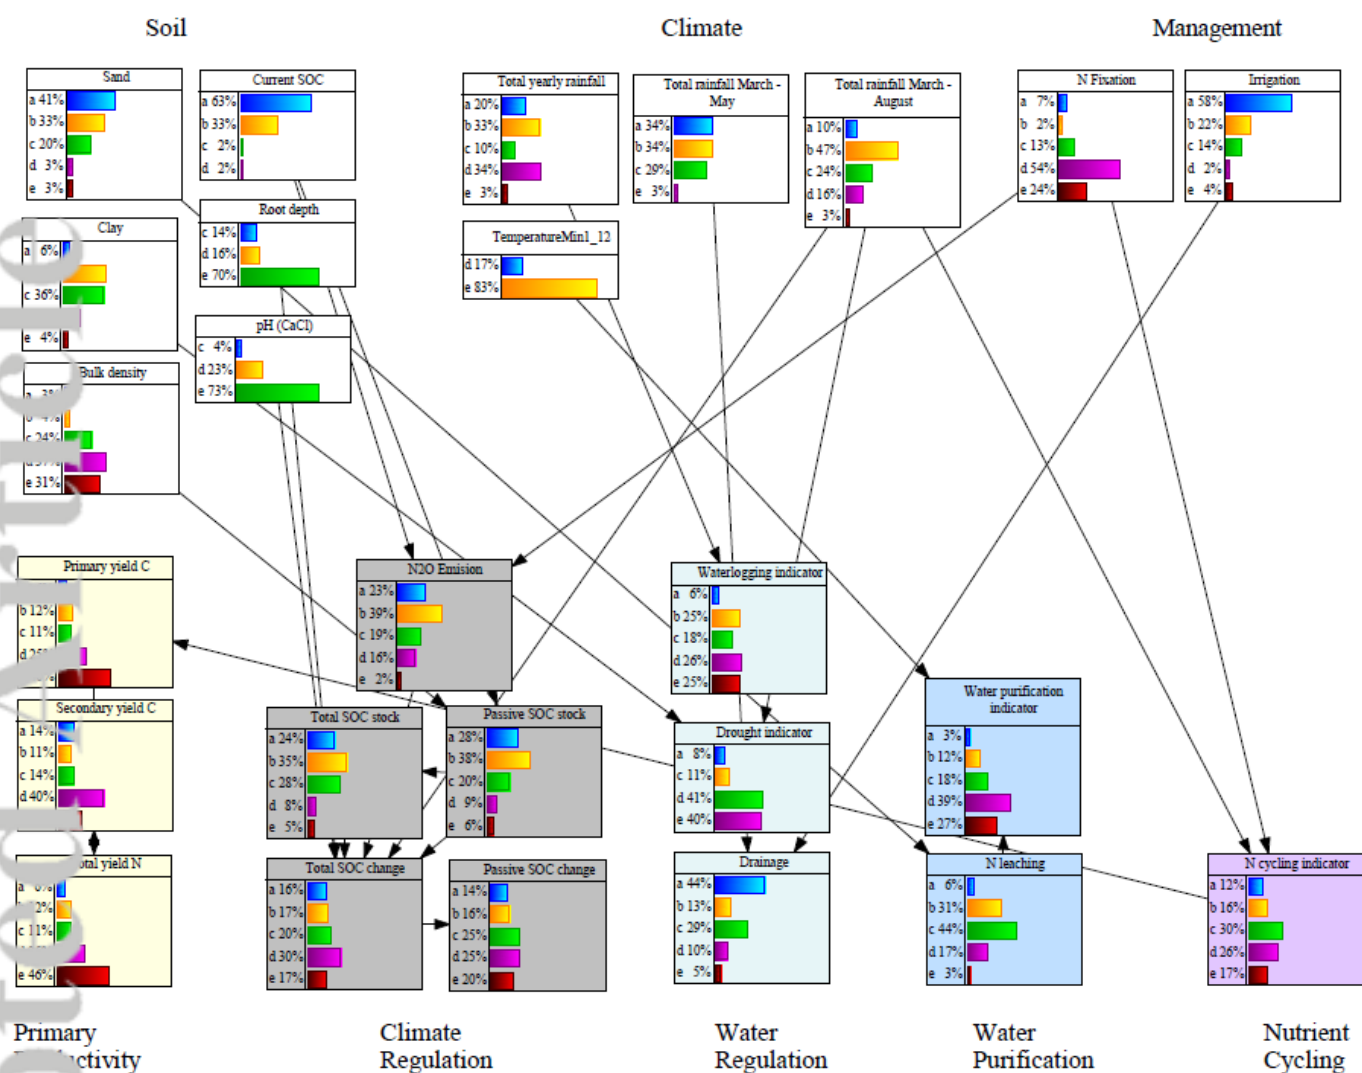 Soil
Climate
Management
Sand
a 41%
b 33%
c 20%
d 3%
e 3%
Current SOC
a 63%
b 33%
c 2%
d 2%
Total yearly rainfall
a 20%
b 33%
c 10%
d 34%
e 3%
Total rainfall March -
May
a 34%
b 34%
c 29%
e 3%
Total rainfall March -
August
a 10%
b 47%
c 24%
d 16%
e 3%
N Fixation
a 7%
b 2%
c 13%
d 54%
e 24%
Irrigation
a 58%
b 22%
c 14%
d 2%
e 4%
Clay
a 6%
c 36%
e 4%
Root depth
c 14%
d 16%
e 70%
TemperatureMin1_12
d 17%
e 83%
pH (CaCl)
c 4%
d 23%
e 73%
Bulk density
c 24%
e 31%
Primary yield C
b 12%
c 11%
N2O Emision
a 23%
b 39%
c 19%
d 16%
e 2%
Waterlogging indicator
a 6%
b 25%
c 18%
d 26%
e 25%
Water purification
indicator
a 3%
b 12%
c 18%
d 39%
e 27%
Secondary yield C
a 14%
b 11%
c 14%
d 40%
Total SOC stock
a 24%
b 35%
c 28%
d 8%
e 5%
Passive SOC stock
a 28%
b 38%
c 20%
d 9%
e 6%
Drought indicator
a 8%
c 11%
d 41%
e 40%
yield N
c 11%
e 46%
Total SOC change
a 16%
b 17%
c 20%
d 30%
e 17%
Passive SOC change
a 14%
b 16%
c 25%
d 25%
e 20%
Drainage
a 44%
b 13%
c 29%
d 10%
e 5%
N leaching
a 6%
b 31%
c 44%
d 17%
e 3%
N cycling indicator
a 12%
b 16%
c 30%
d 26%
e 17%
Primary
Climate
Regulation
Water
Regulation
Water
Purification
Nutrient
Cycling